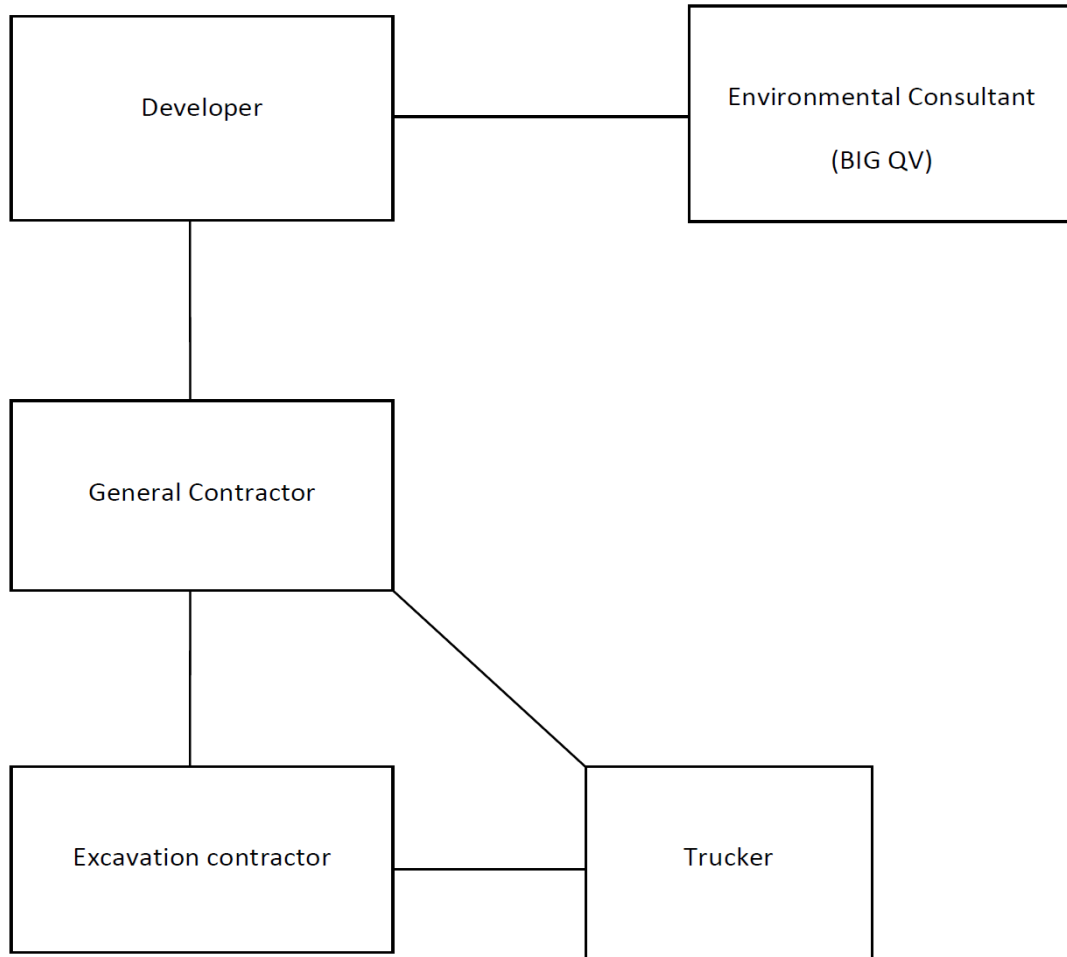 Developer
Environmental Consultant
(BIG QV)
General Contractor
Excavation contractor
Trucker